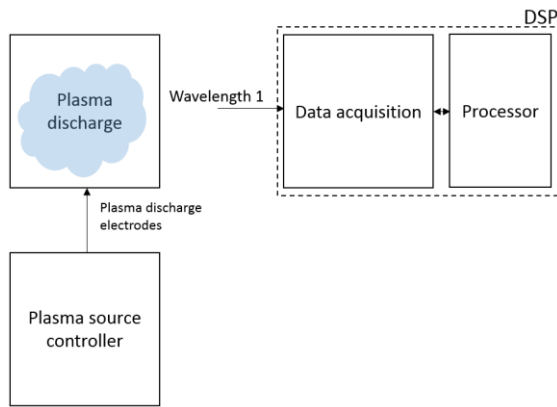 DSP
Plasma
discharge
Wavelength 1
Data acquisition
Processor
Plasma discharge
electrodes
Plasma source
controller